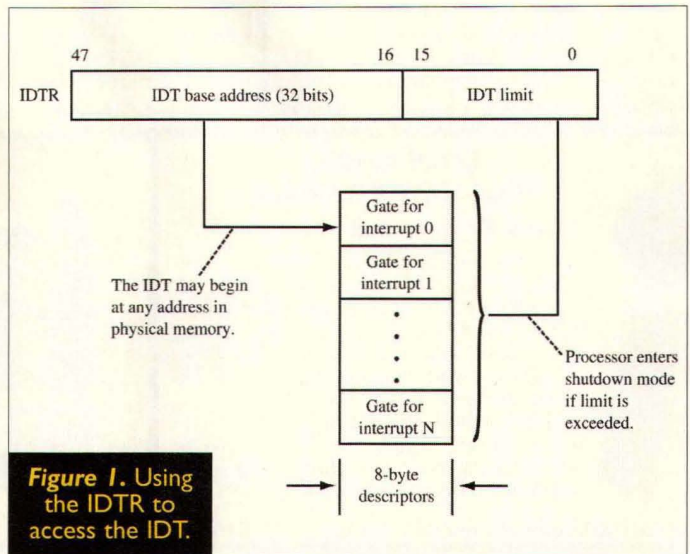 47 16 15 0
IDTR IDT base address (32 bits) IDT limit
Gate for
interrupt 0
Gate for
interrupt 1
The IDT may begin
at any address in
physical memory.
Processor enters
shutdown mode
if limit is
exceeded.
Gate for
interrupt N
8-byte
descriptors
Figure 1. Using
the IDTR to
access the IDT.